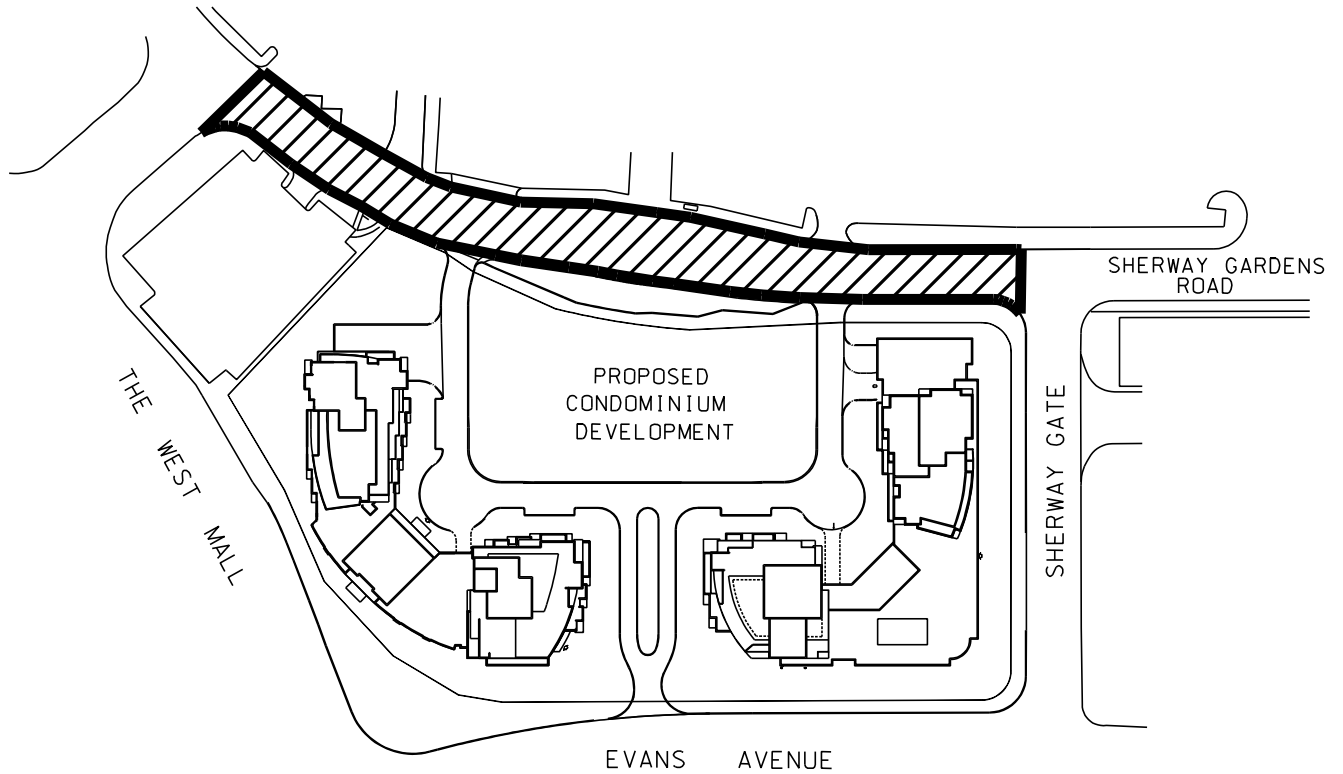 SHERWAY GARDENS
ROAD
PROPOSED
CONDOMINIUM
DEVELOPMENT
THE WEST MALL
SHERWAY GATE
EVANS AVENUE